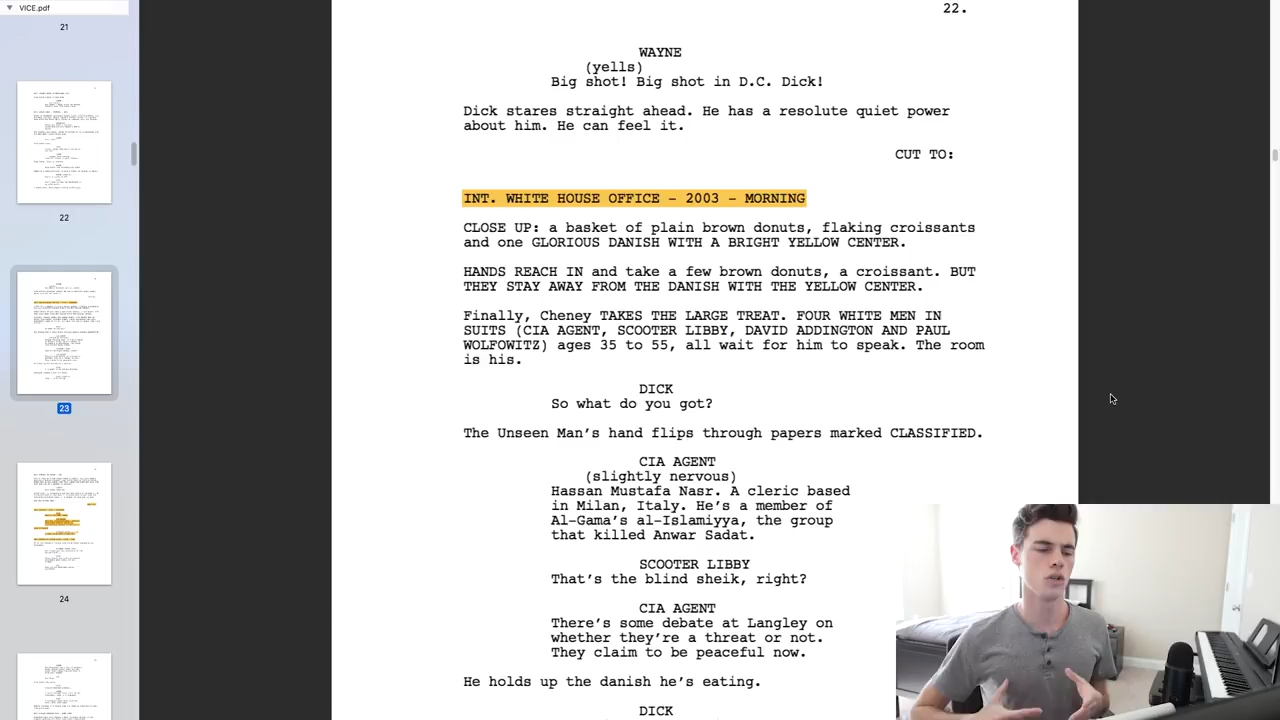 VICE.pdf
21
22
23
24
22.
WAYNE
(yells)
Big shot! Big shot in D.C. Dick!
Dick stares straight ahead. He has a resolute quiet power
about him. He can feel it.
CUT TO:
INT. WHITE HOUSE OFFICE – 2003 – MORNING
CLOSE UP: a basket of plain brown donuts, flaking croissants
and one GLORIOUS DANISH WITH A BRIGHT YELLOW CENTER.
HANDS REACH IN and take a few brown donuts, a croissant. BUT
THEY STAY AWAY FROM THE DANISH WITH THE YELLOW CENTER.
Finally, Cheney TAKES THE LARGE TREAT. FOUR WHITE MEN IN
SUITS (CIA AGENT, SCOOTER LIBBY, DAVID ADDINGTON AND PAUL
WOLFOWITZ) ages 35 to 55, all wait for him to speak. The room
is his.
DICK
So what do you got?
The Unseen Man’s hand flips through papers marked CLASSIFIED.
CIA AGENT
(slightly nervous)
Hassan Mustafa Nasr. A cleric based
in Milan, Italy. He’s a member of
Al-Gama’s al-Islamiyya, the group
that killed Anwar Sadat.
SCOOTER LIBBY
That’s the blind sheik, right?
CIA AGENT
There’s some debate at Langley on
whether they’re a threat or not.
They claim to be peaceful now.
He holds up the danish he’s eating.
DICK